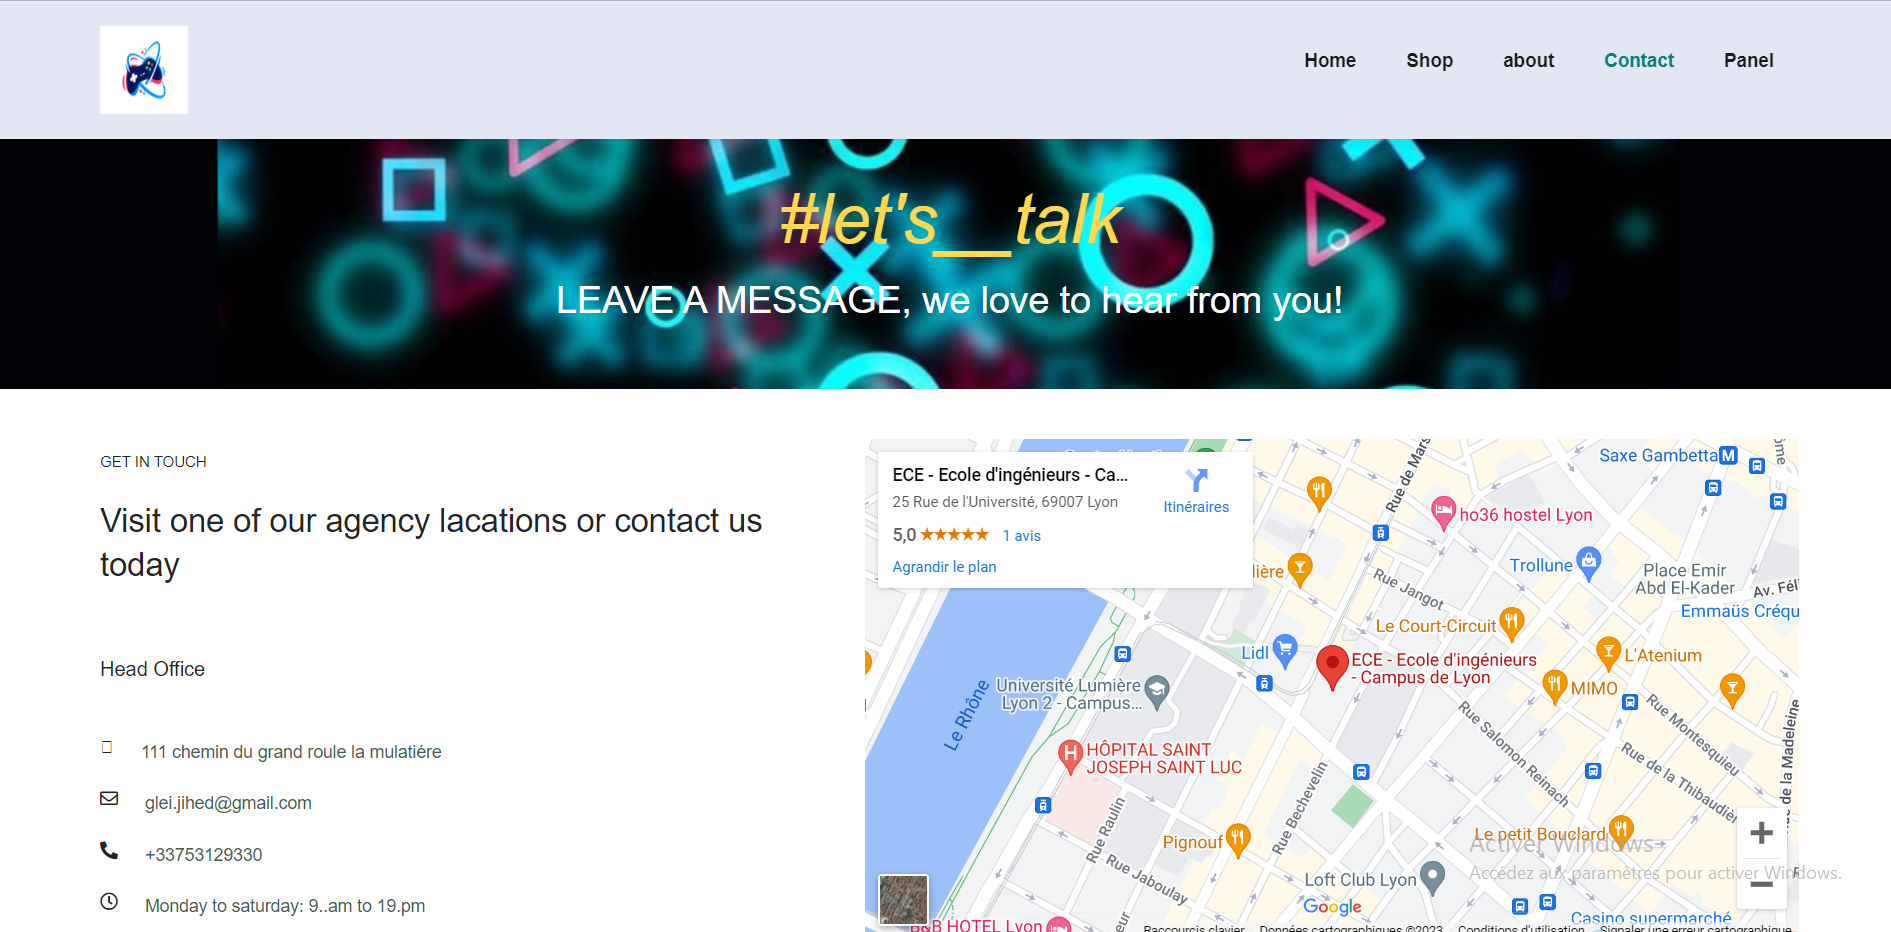 Home
Shop
about
Contact
Panel
#let's__talk
LEAVE A MESSAGE, we love to hear from you!
GET IN TOUCH
Visit one of our agency lacations or contact us
today
Head Office
111 chemin du grand roule la mulatiére
glei.jihed@gmail.com
+33753129330
Monday to saturday: 9..am to 19.pm
ECE - Ecole d'ingénieurs - Ca...
25 Rue de l'Université, 69007 Lyon
5,0
1 avis
Agrandir le plan
Itinéraires
Rue de Mars
Saxe Gambetta
M
ho36 hostel Lyon
Trollune
Place Emir
Abd El-Kader
Av. Féli
Emmaüs Créqu
lière
Rue Jangot
Le Court-Circuit
Lidl
ECE - Ecole d'ingénieurs
- Campus de Lyon
L'Atenium
MIMO
Université Lumière
Lyon 2 - Campus...
Le Rhône
Rue Montesquieu
Rue Salomon Reinach
Rue de la Thibaudièr
Rue de la Madeleine
H
HÔPITAL SAINT
JOSEPH SAINT LUC
Rue Bechevelin
Rue Raulin
Pignouf
Le petit Bouclard
Rue Jaboulay
Loft Club Lyon
Activer Windows
Accédez aux paramètres pour activer Windows.
Google
B&B HOTEL Lyon
Casino supermarché
Raccourcis clavier
Données cartographiques ©2023
Conditions d'utilisation
Signaler une erreur cartographique